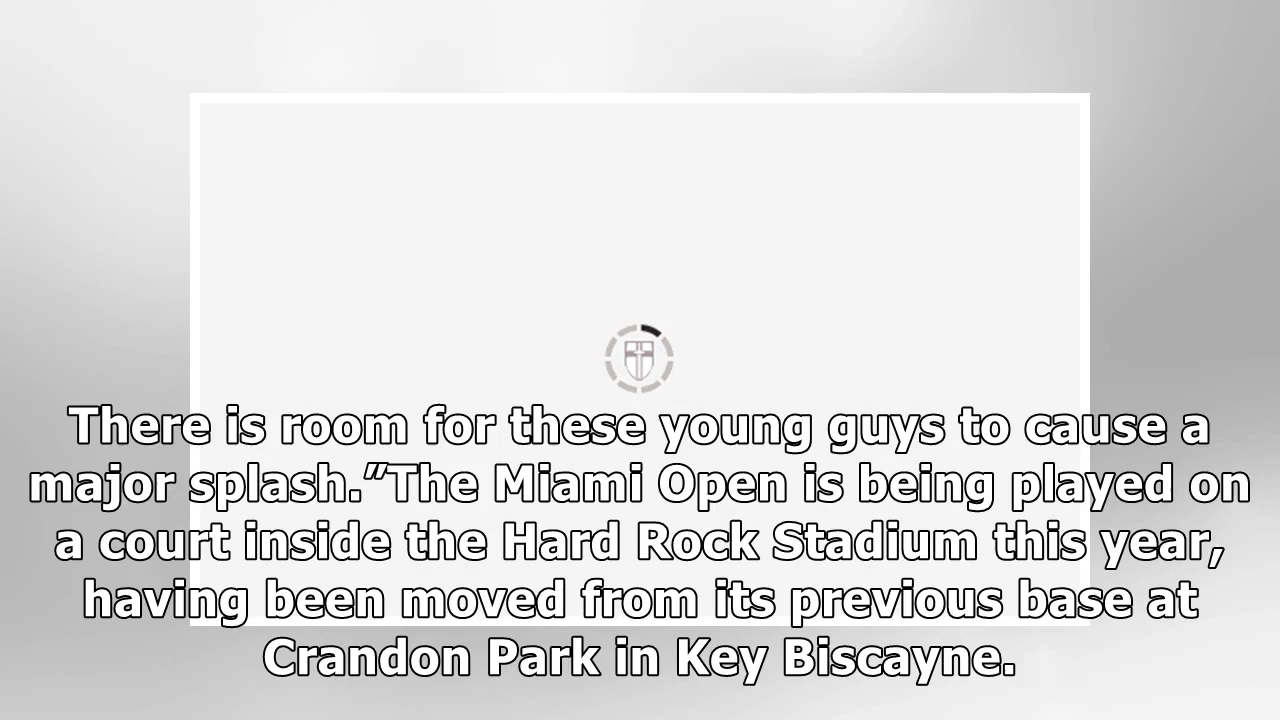 There is room for these young guys to cause a
major splash.”The Miami Open is being played on
a court inside the Hard Rock Stadium this year,
having been moved from its previous base at
Crandon Park in Key Biscayne.